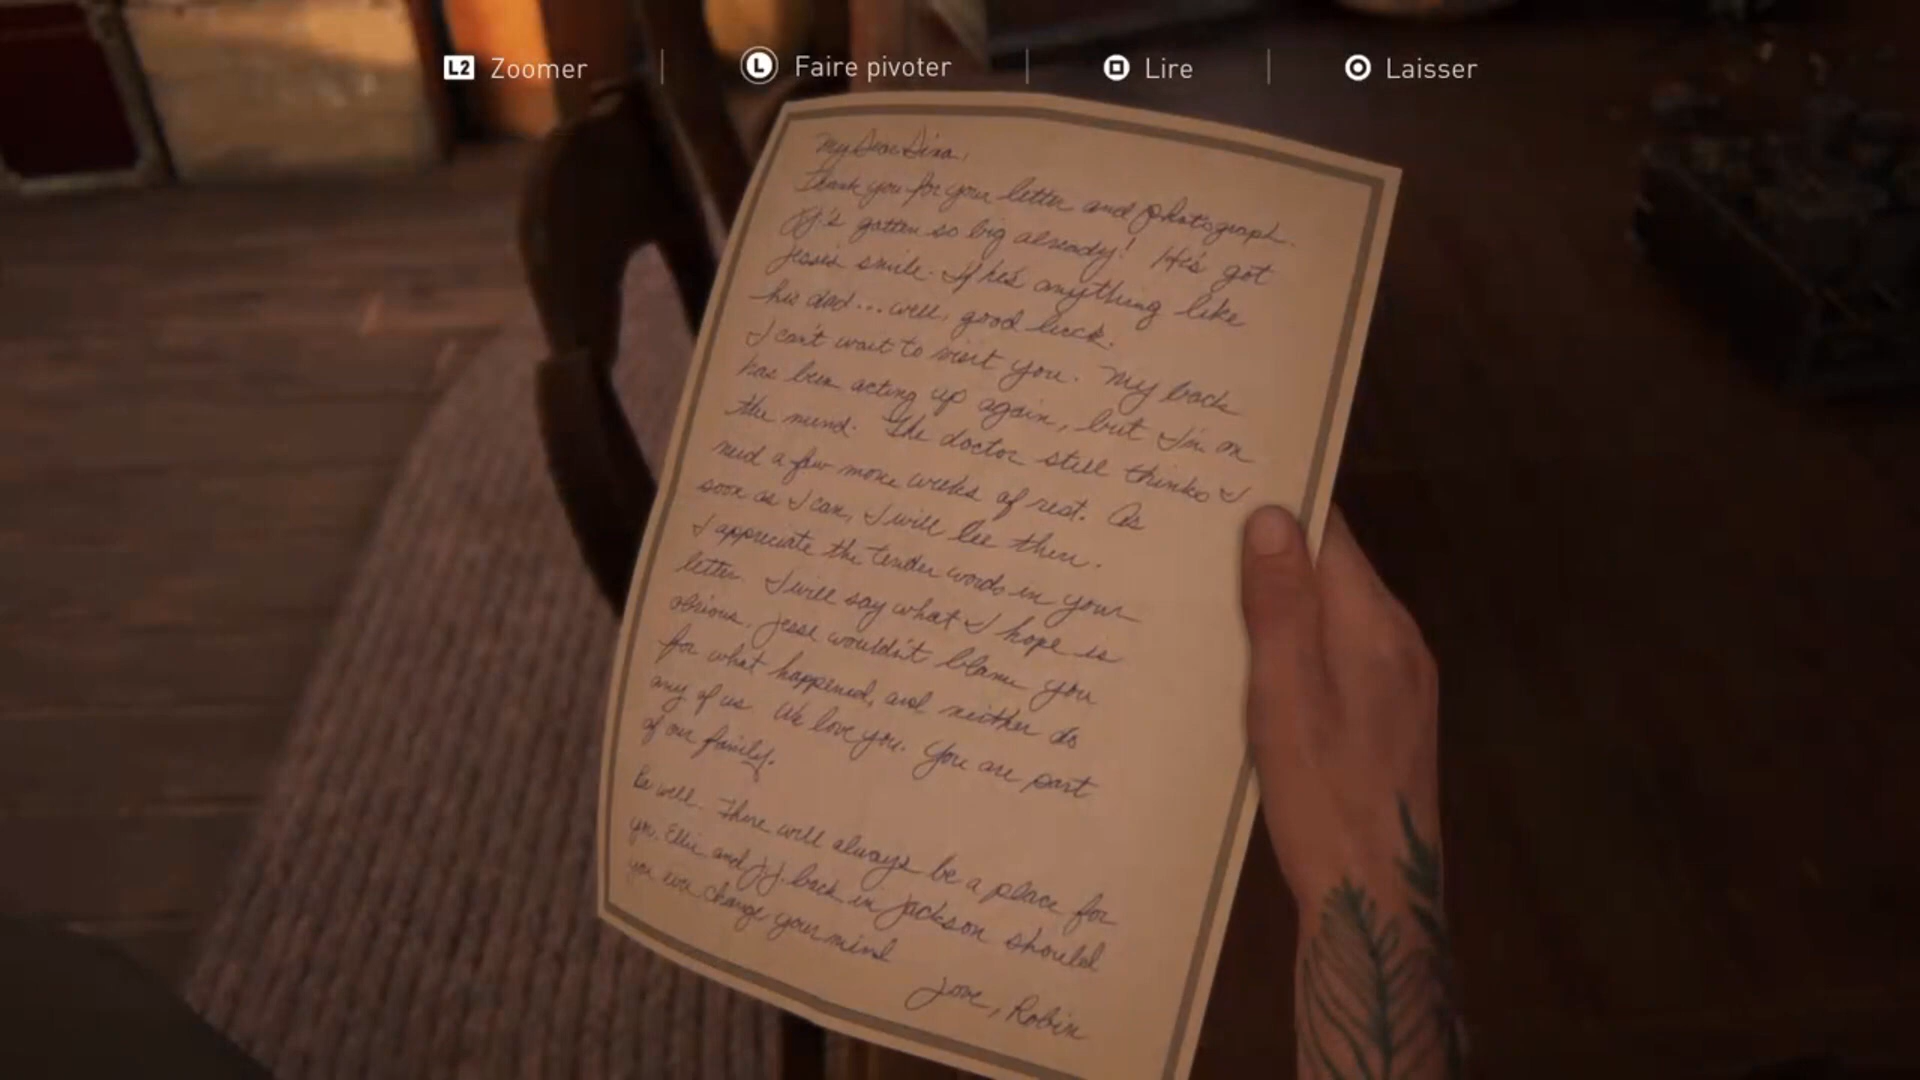 L2 Zoomer L Faire pivoter Lire Laisser
My Dear Dina,
Thank you for your letter and photograph.
JJ's gotten so big already! He's got
Jesse's smile. If he's anything like
his dad... well, good luck.
I can't wait to visit you. My back
has been acting up again, but I'm on
the mend. The doctor still thinks I
need a few more weeks of rest. As
soon as I can, I will be there.
I appreciate the tender words in your
letter. I will say what I hope is
obvious. Jesse wouldn't blame you
for what happened, and neither do
any of us. We love you. You are part
of our family.
Be well. There will always be a place for
you, Ellie and JJ. back in Jackson should
you ever change your mind
Love, Robin